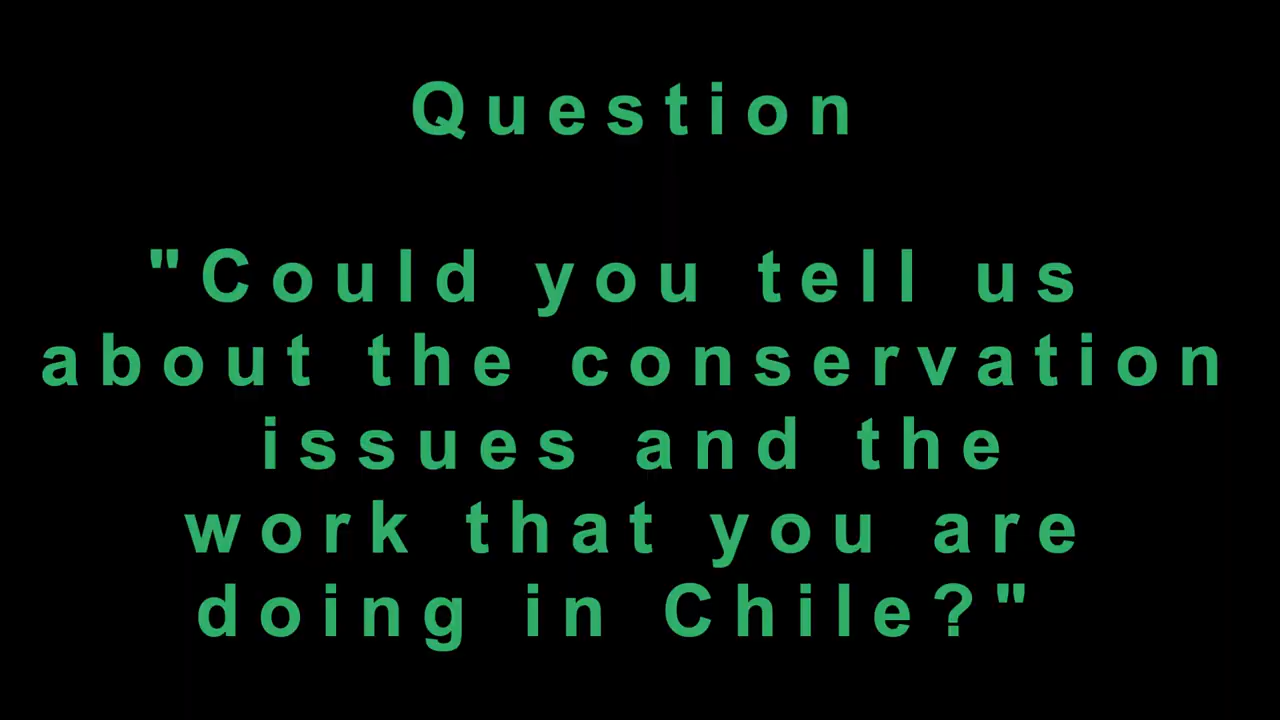 Question
"Could you tell us
about the conservation
issues and the
work that you are
doing in Chile?"